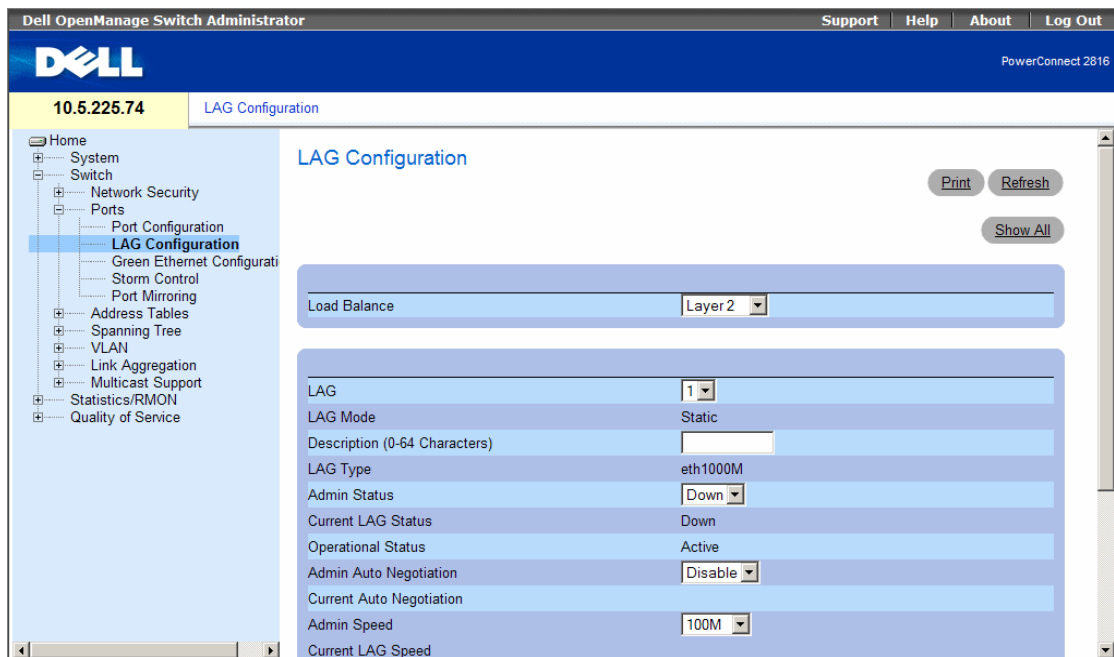 Dell OpenManage Switch Administrator
Support | Help | About | Log Out
DELL
PowerConnect 2816
10.5.225.74
LAG Configuration
Home
System
Switch
Network Security
Ports
Port Configuration
LAG Configuration
Green Ethernet Configurati
Storm Control
Port Mirroring
Address Tables
Spanning Tree
VLAN
Link Aggregation
Multicast Support
Statistics/RMON
Quality of Service
LAG Configuration
Print Refresh
Show All
Load Balance Layer 2
LAG 1
LAG Mode Static
Description (0-64 Characters)
LAG Type eth1000M
Admin Status Down
Current LAG Status Down
Operational Status Active
Admin Auto Negotiation Disable
Current Auto Negotiation
Admin Speed 100M
Current LAG Speed